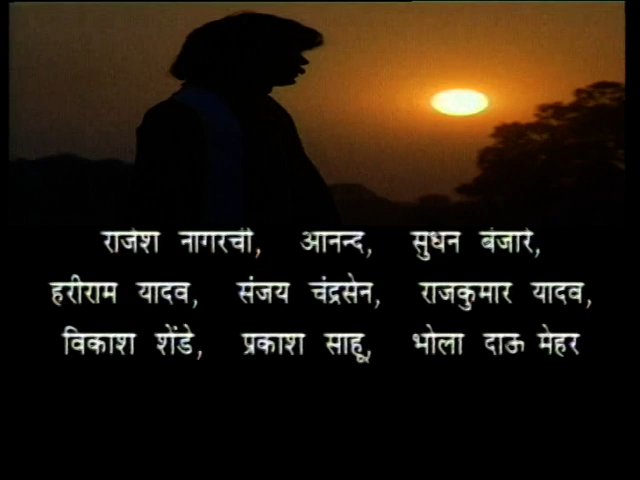 राजेश नागरची, आनन्द, सुधन बंजारे,
हरीराम यादव, संजय चंद्रसेन, राजकुमार यादव,
विकाश शेंडे, प्रकाश साहू, भोला दाऊ मेहर